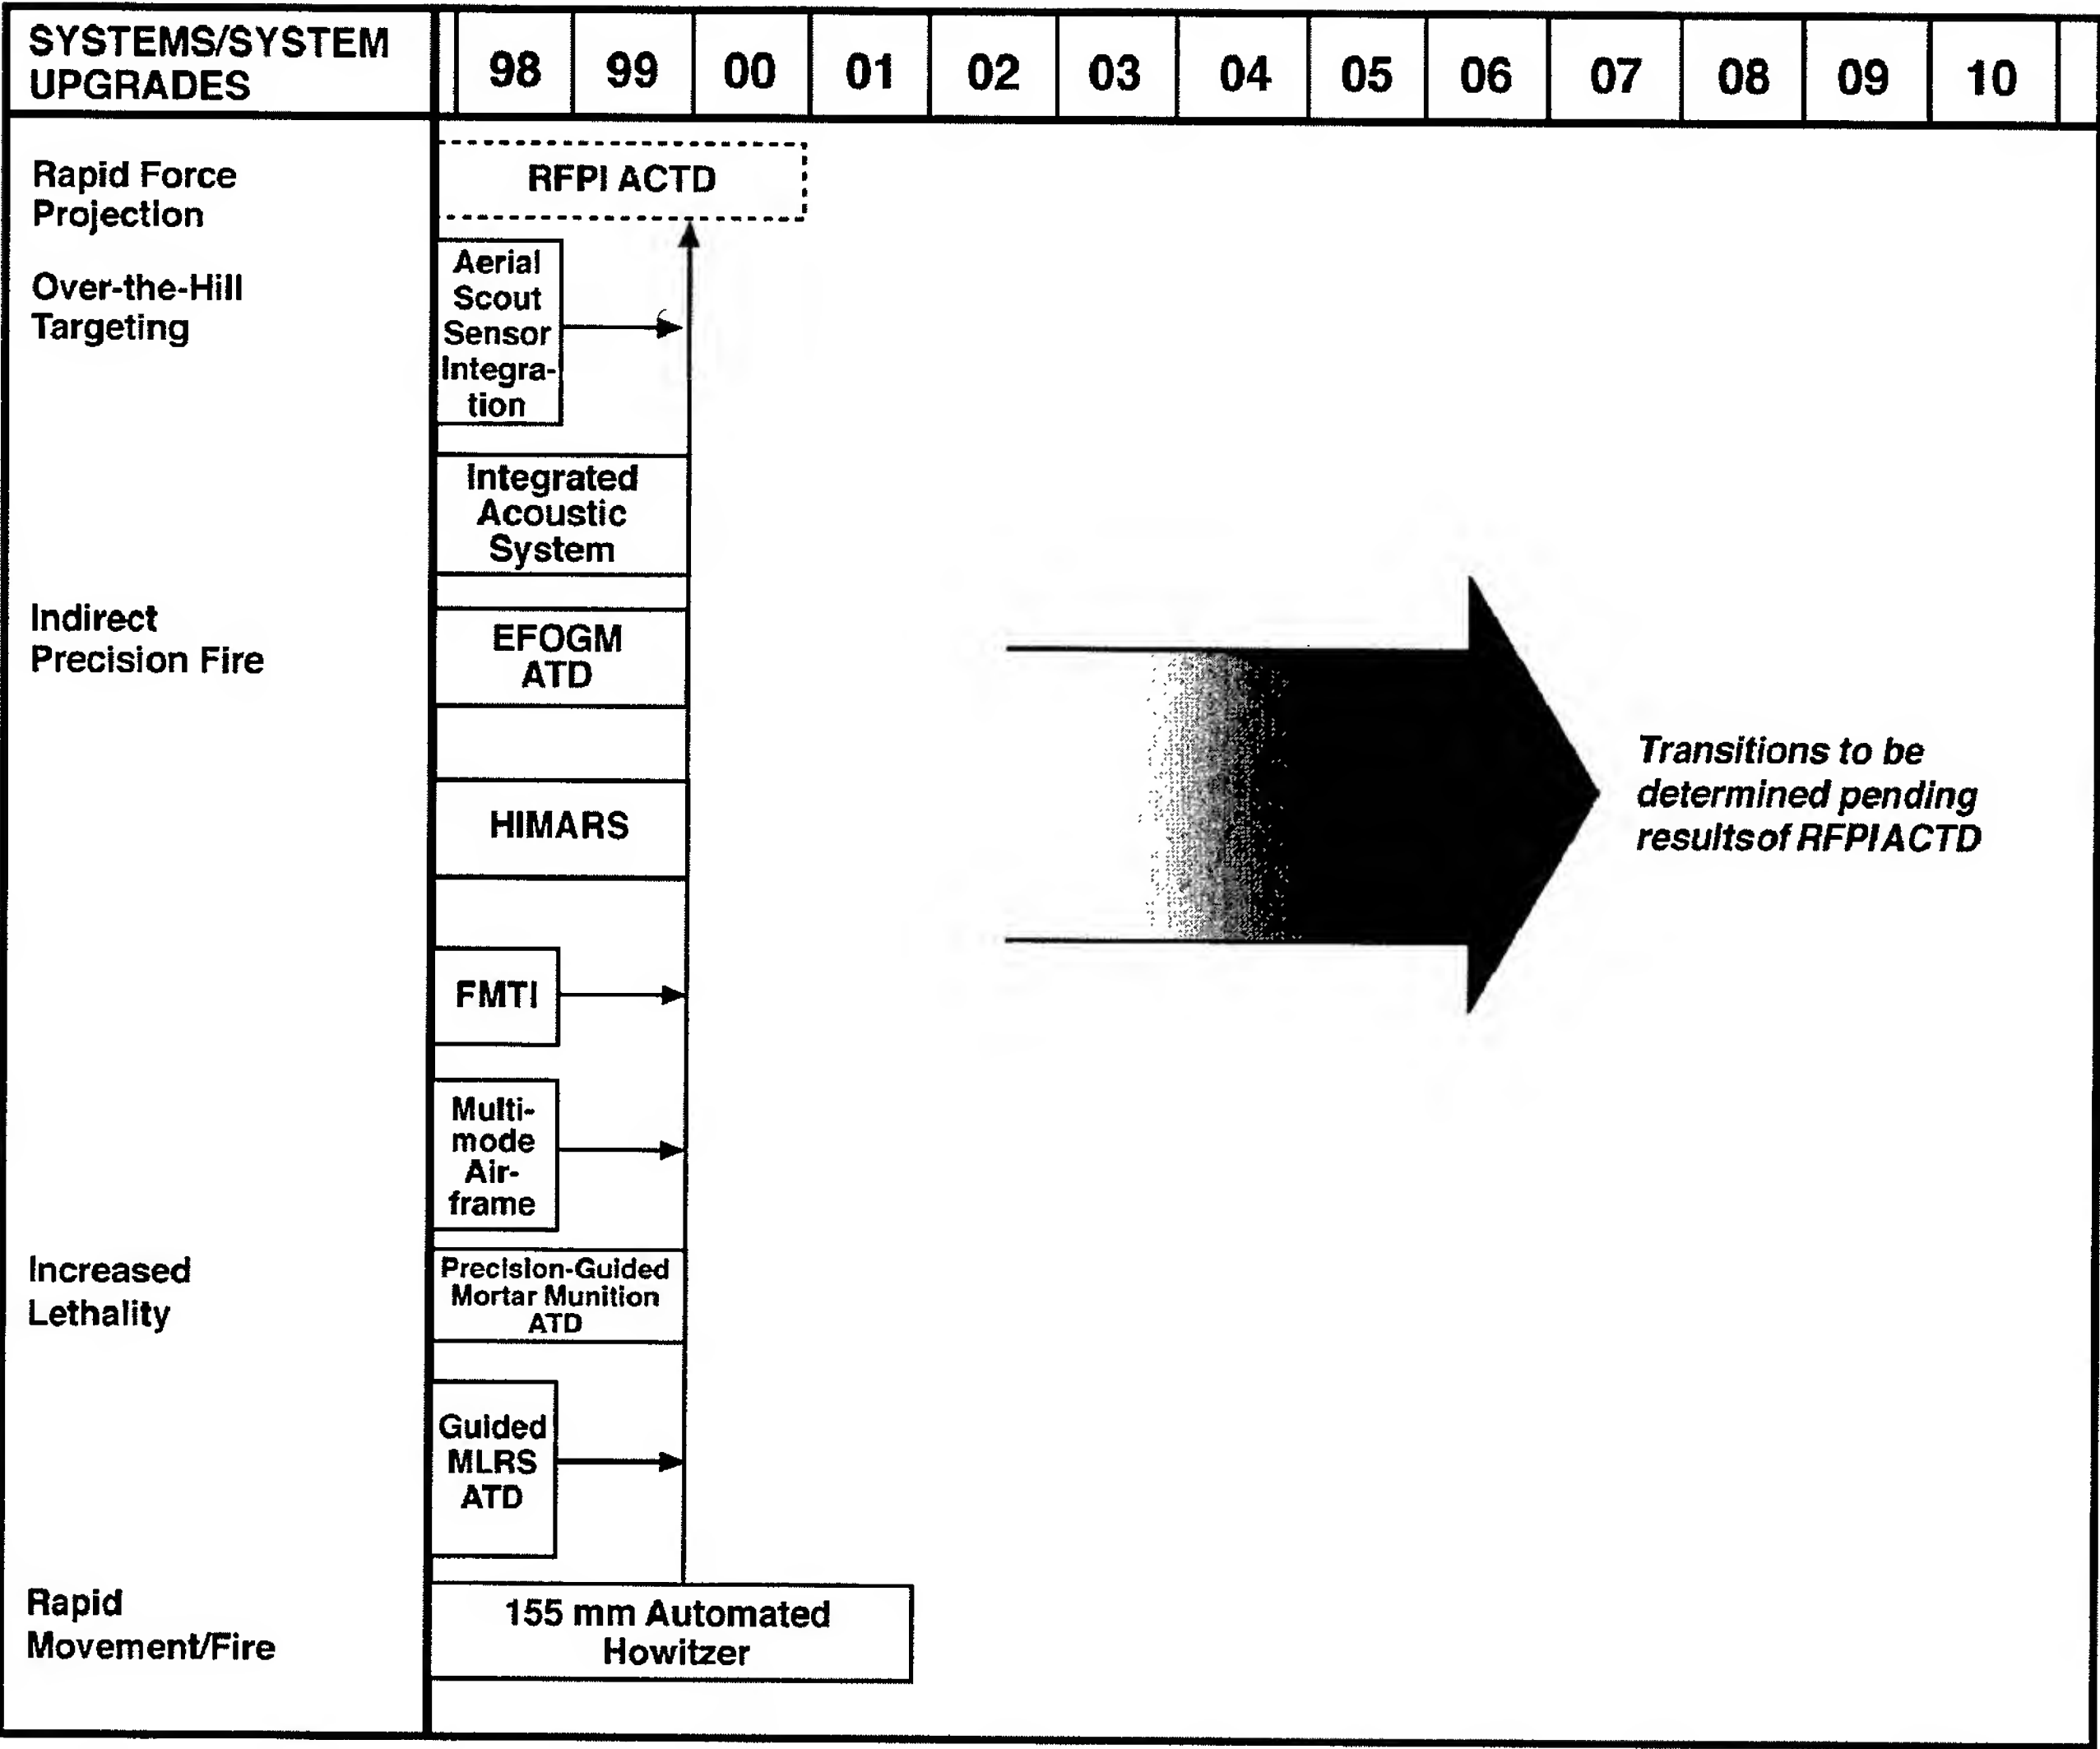 SYSTEMS/SYSTEM
UPGRADES
98 99 00 01 02 03 04 05 06 07 08 09 10
Rapid Force
Projection
RFPI ACTD
Over-the-Hill
Targeting
Aerial
Scout
Sensor
Integra-
tion
Integrated
Acoustic
System
Indirect
Precision Fire
EFOGM
ATD
HIMARS
Transitions to be
determined pending
resultsof RFPIACTD
FMTI
Multi-
mode
Air-
frame
Increased
Lethality
Precision-Guided
Mortar Munition
ATD
Guided
MLRS
ATD
Rapid
Movement/Fire
155 mm Automated
Howitzer